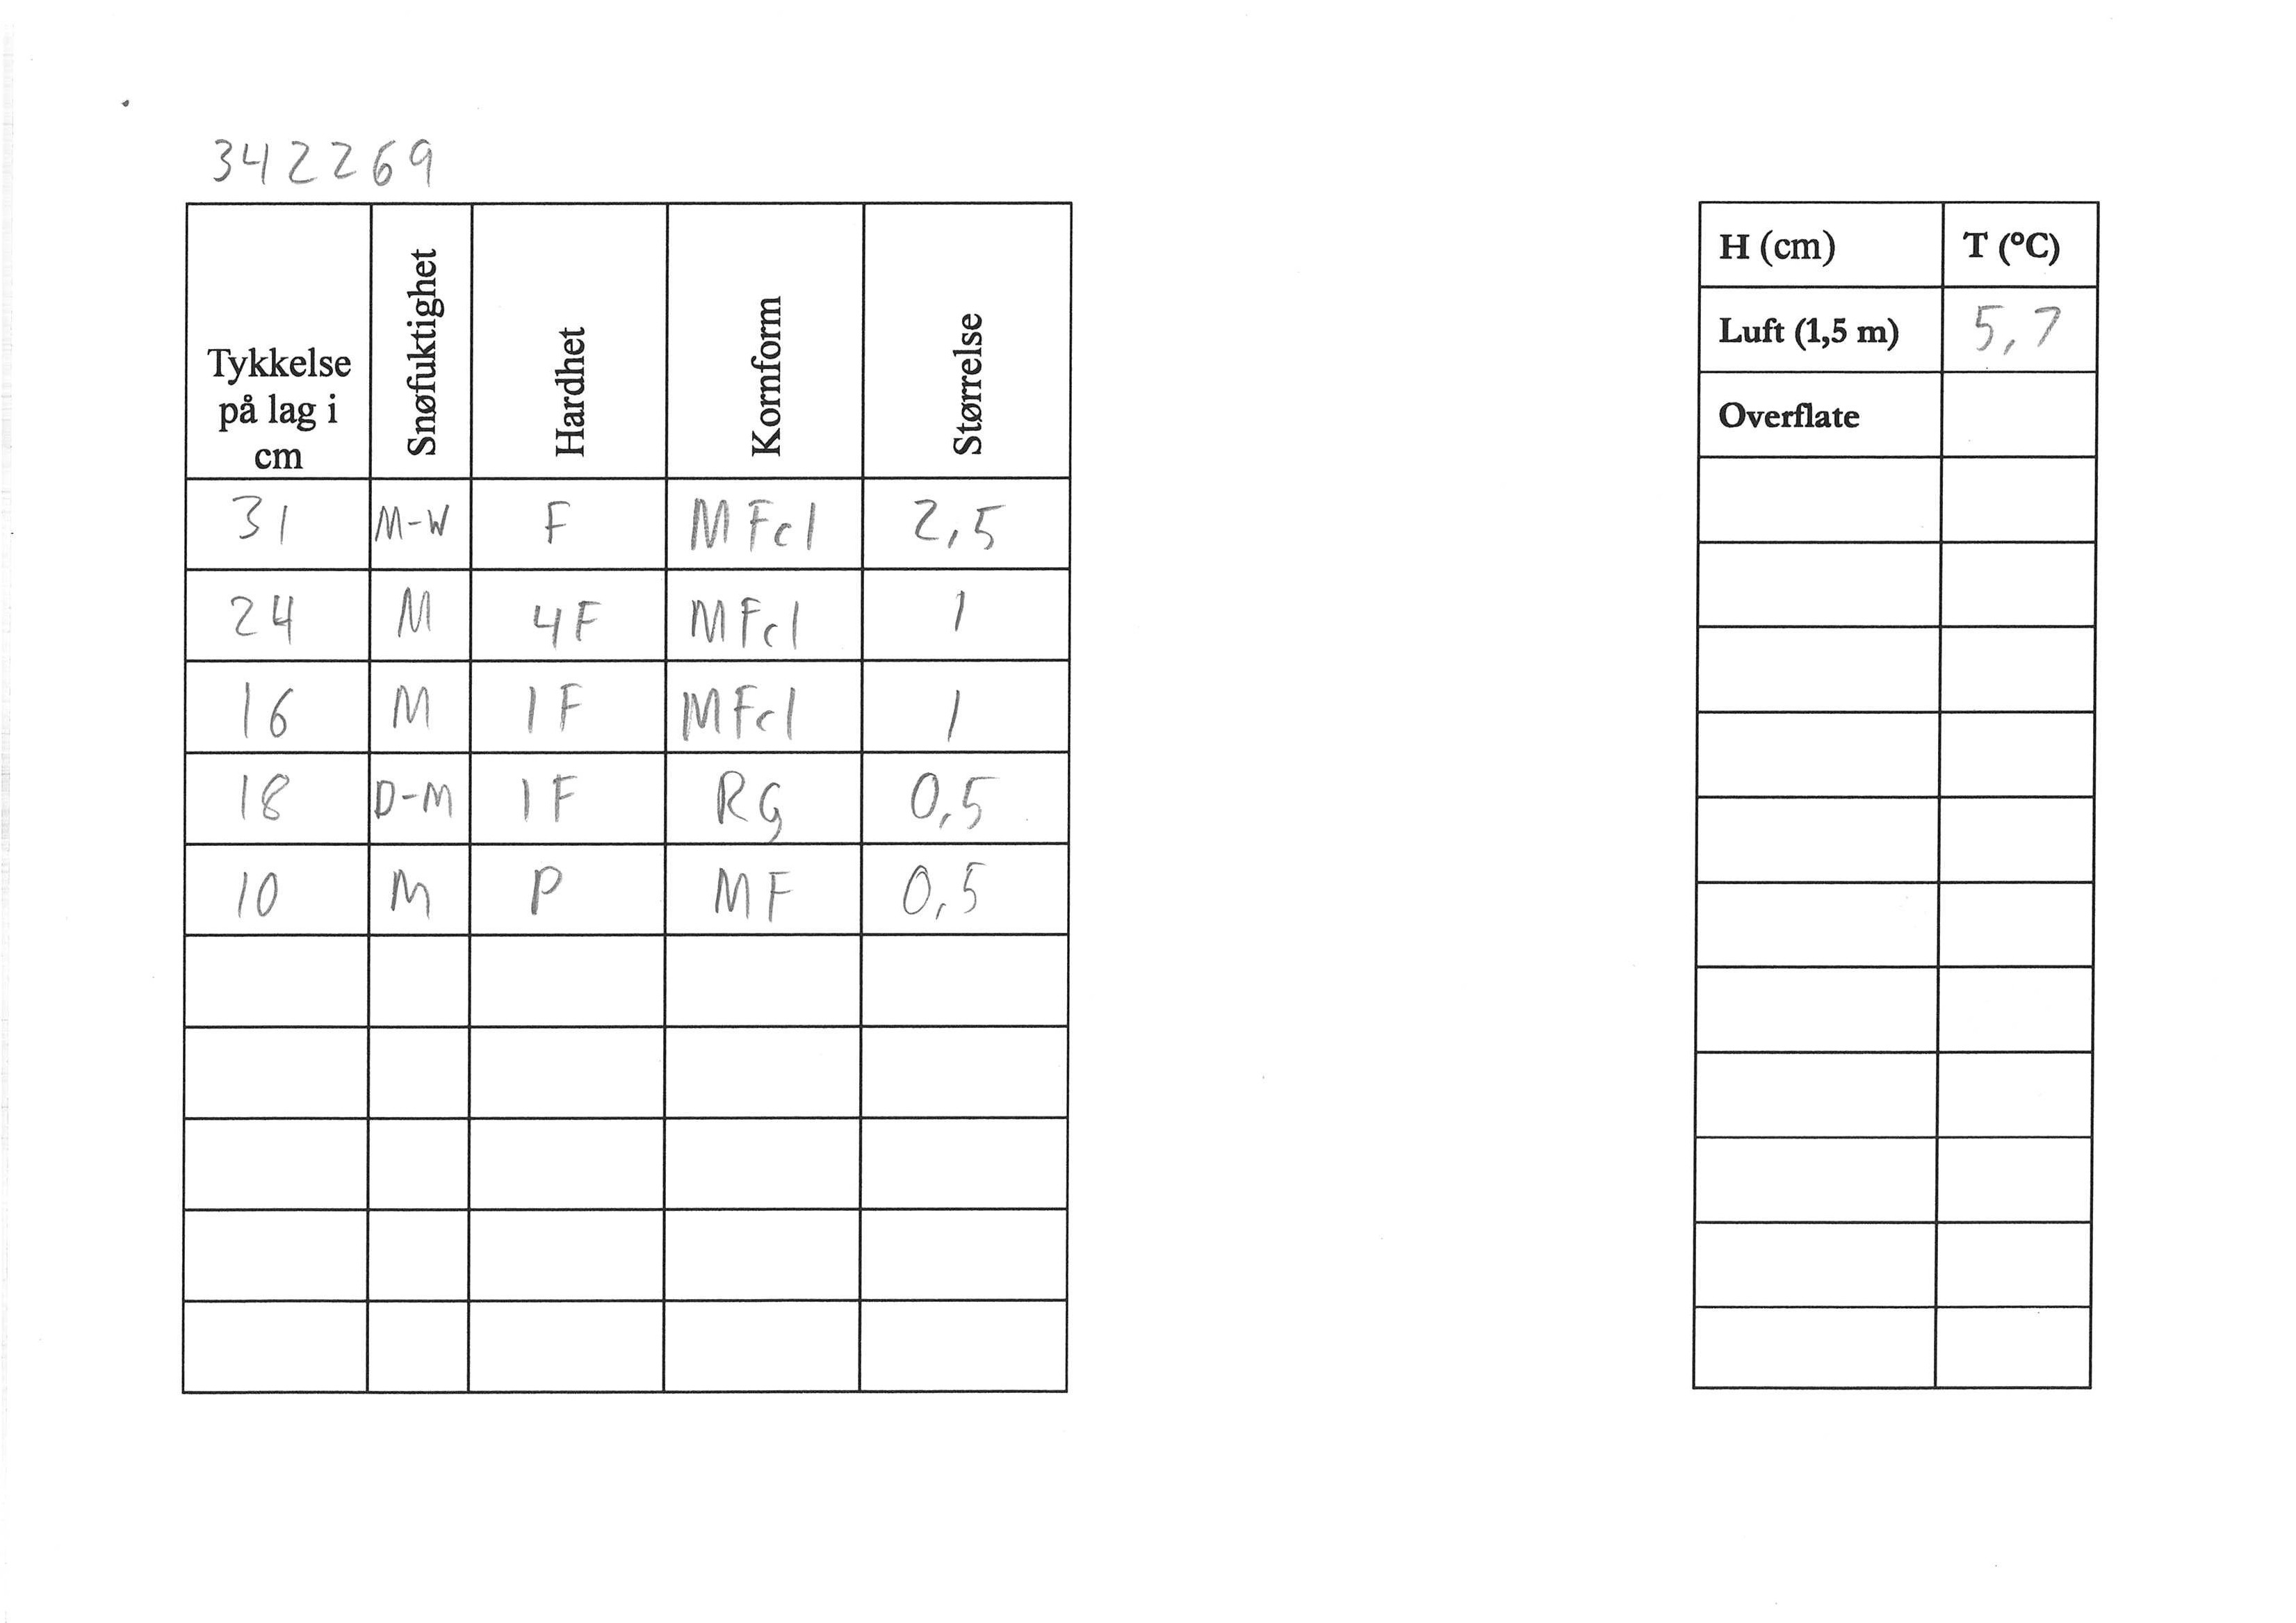 342269
Tykkelse på lag i cm Snøfuktighet Hardhet Kornform Størrelse
31 M-W F MFcl 2,5
24 M 4F MFcl 1
16 M 1F MFcl 1
18 D-M 1F RG 0,5
10 M P MF 0,5
H (cm) T (°C)
Luft (1,5 m) 5,7
Overflate